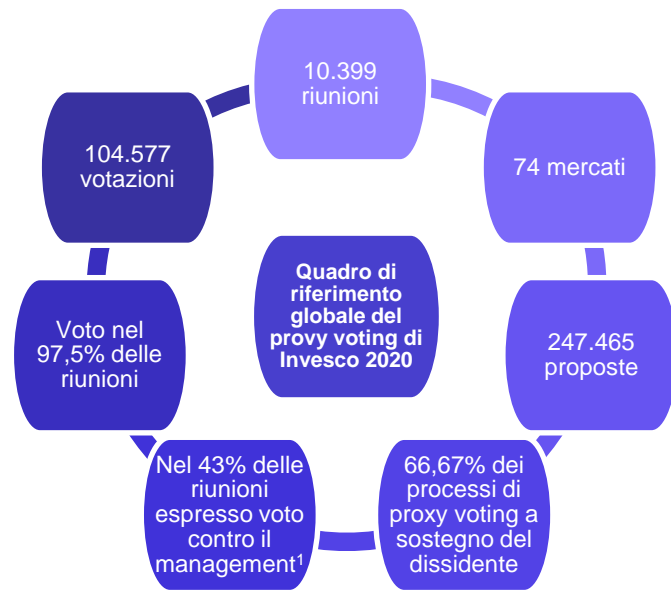 10.399
riunioni
74 mercati
247.465
proposte
66,67% dei
processi di
proxy voting a
sostegno del
dissidente
Nel 43% delle
riunioni
espresso voto
contro il
management¹
Voto nel
97,5% delle
riunioni
104.577
votazioni
Quadro di
riferimento
globale del
provy voting di
Invesco 2020